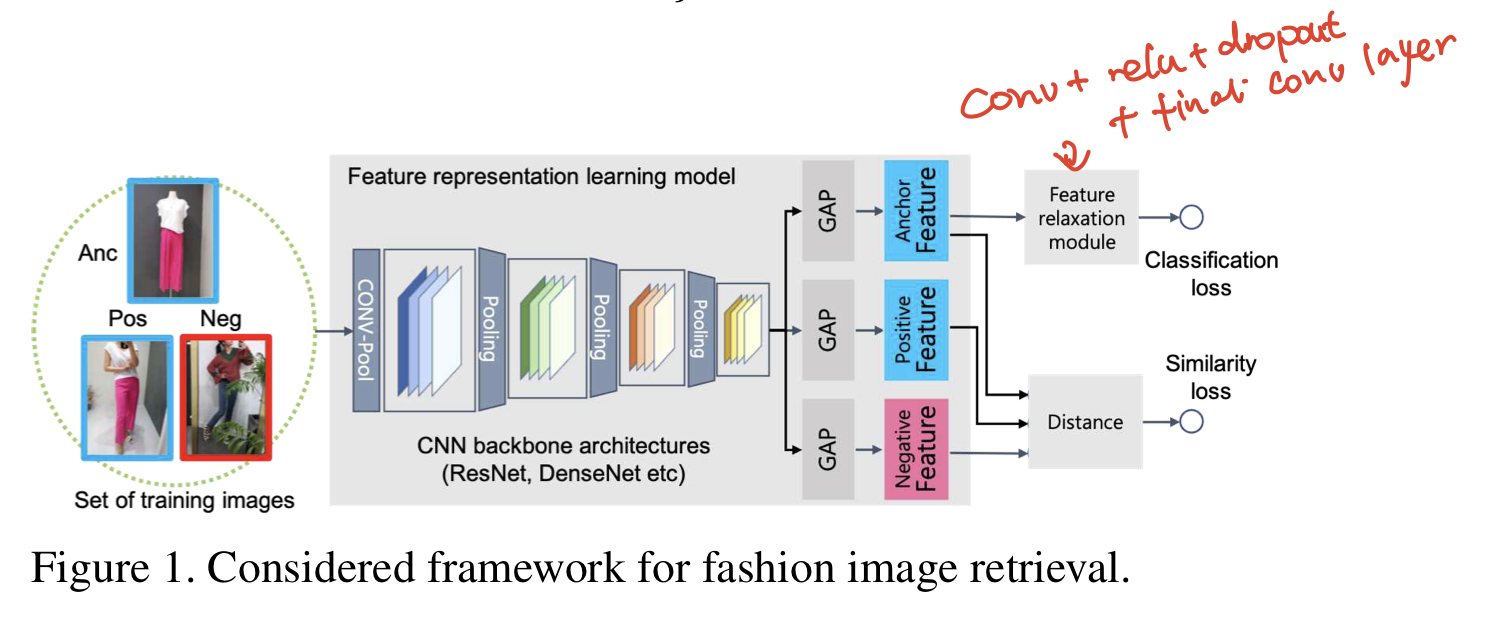 Conv + relu + dropout
+ final conv layer
Feature representation learning model
Anc
Pos
Neg
Set of training images
CONV-Pool
Pooling
Pooling
Pooling
CNN backbone architectures
(ResNet, DenseNet etc)
GAP
Anchor
Feature
GAP
Positive
Feature
GAP
Negative
Feature
Feature
relaxation
module
Classification
loss
Distance
Similarity
loss
Figure 1. Considered framework for fashion image retrieval.